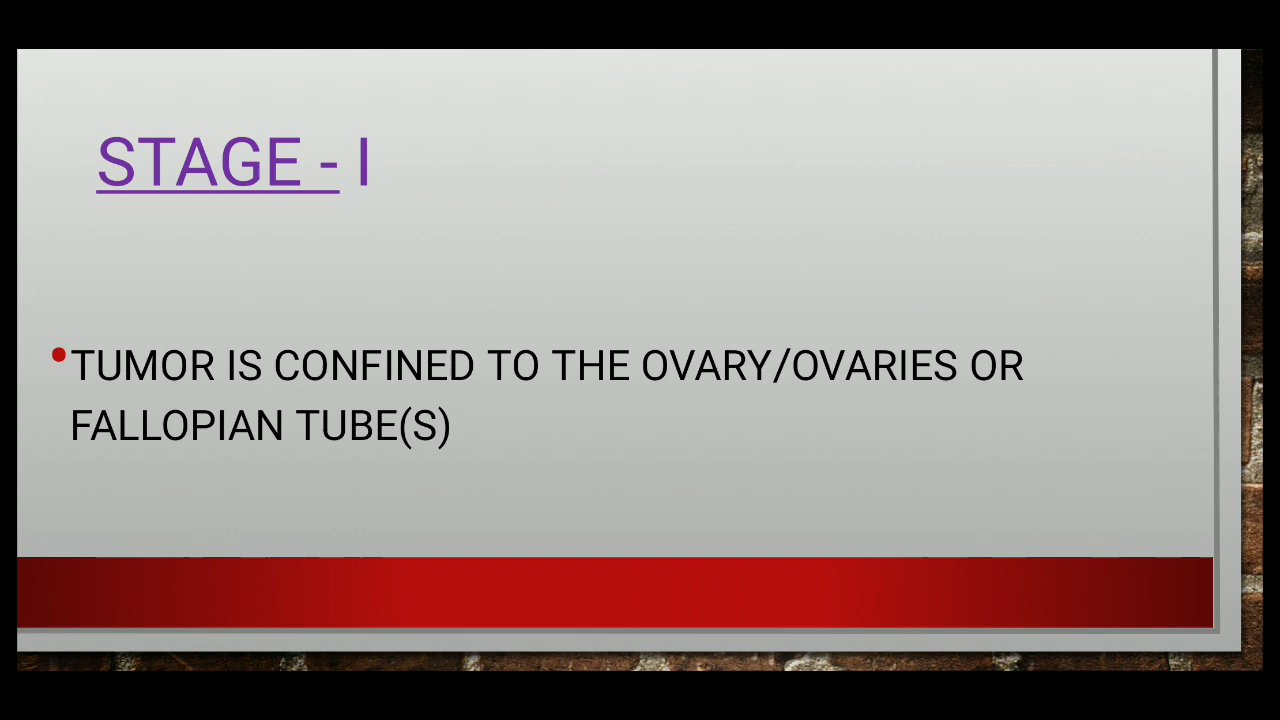 STAGE - I
•TUMOR IS CONFINED TO THE OVARY/OVARIES OR
FALLOPIAN TUBE(S)